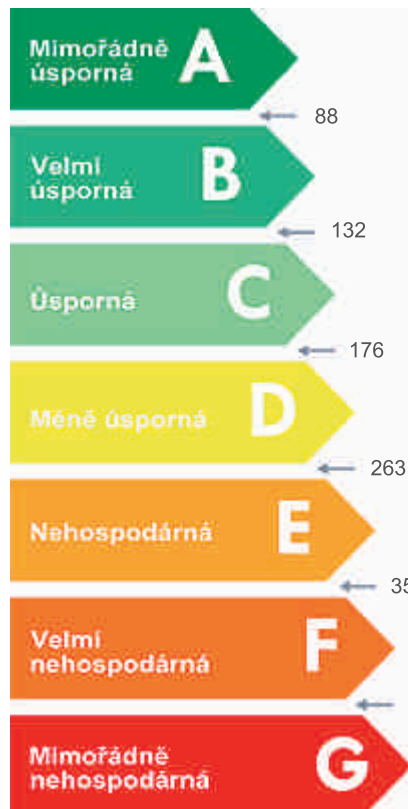 Mimořádně
úsporná
A
88
Velmi
úsporná
B
132
Úsporná
C
176
Méně úsporná
D
263
Nehospodárná
E
Velmi
nehospodárná
F
Mimořádně
nehospodárná
G